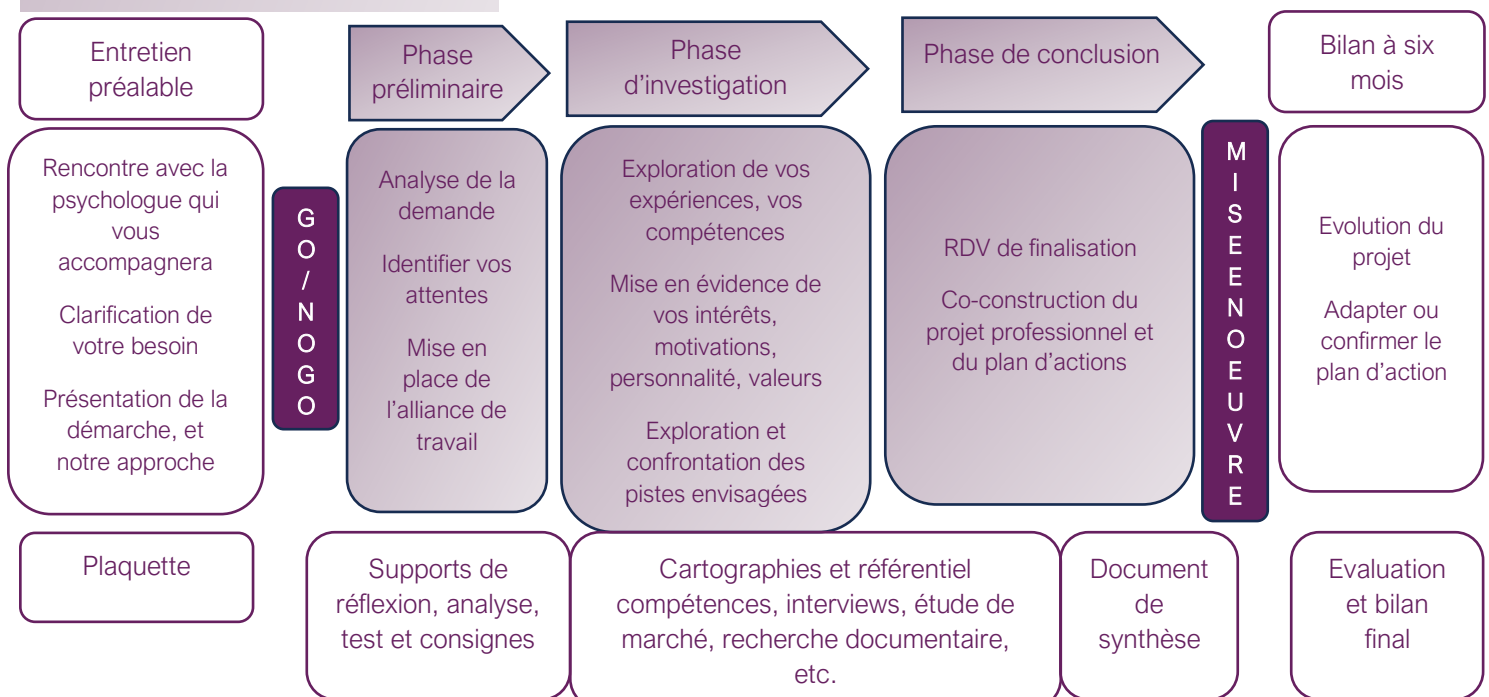 Entretien
préalable
Phase
préliminaire
Phase
d’investigation
Phase de conclusion
Bilan à six
mois
Rencontre avec la
psychologue qui
vous
accompagnera
Clarification de
votre besoin
Présentation de la
démarche, et
notre approche
GO/NOGO
Analyse de la
demande
Identifier vos
attentes
Mise en
place de
l’alliance de
travail
Exploration de vos
expériences, vos
compétences
Mise en évidence de
vos intérêts,
motivations,
personnalité, valeurs
Exploration et
confrontation des
pistes envisagées
RDV de finalisation
Co-construction du
projet professionnel et
du plan d’actions
MISEENOEUVRE
Evolution du
projet
Adapter ou
confirmer le
plan d’action
Plaquette
Supports de
réflexion, analyse,
test et consignes
Cartographies et référentiel
compétences, interviews, étude de
marché, recherche documentaire,
etc.
Document
de
synthèse
Evaluation
et bilan
final